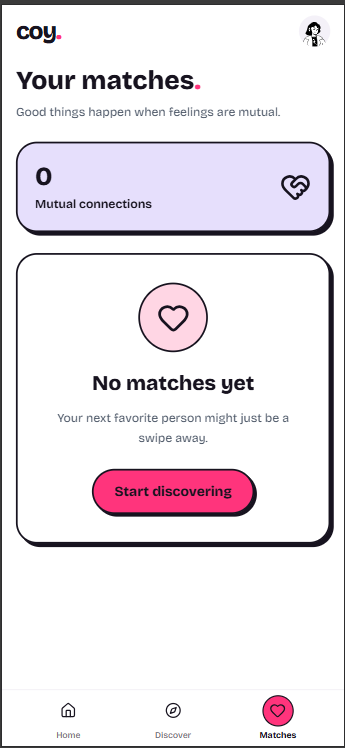 coy.
Your matches.
Good things happen when feelings are mutual.
0
Mutual connections
No matches yet
Your next favorite person might just be a
swipe away.
Start discovering
Home
Discover
Matches